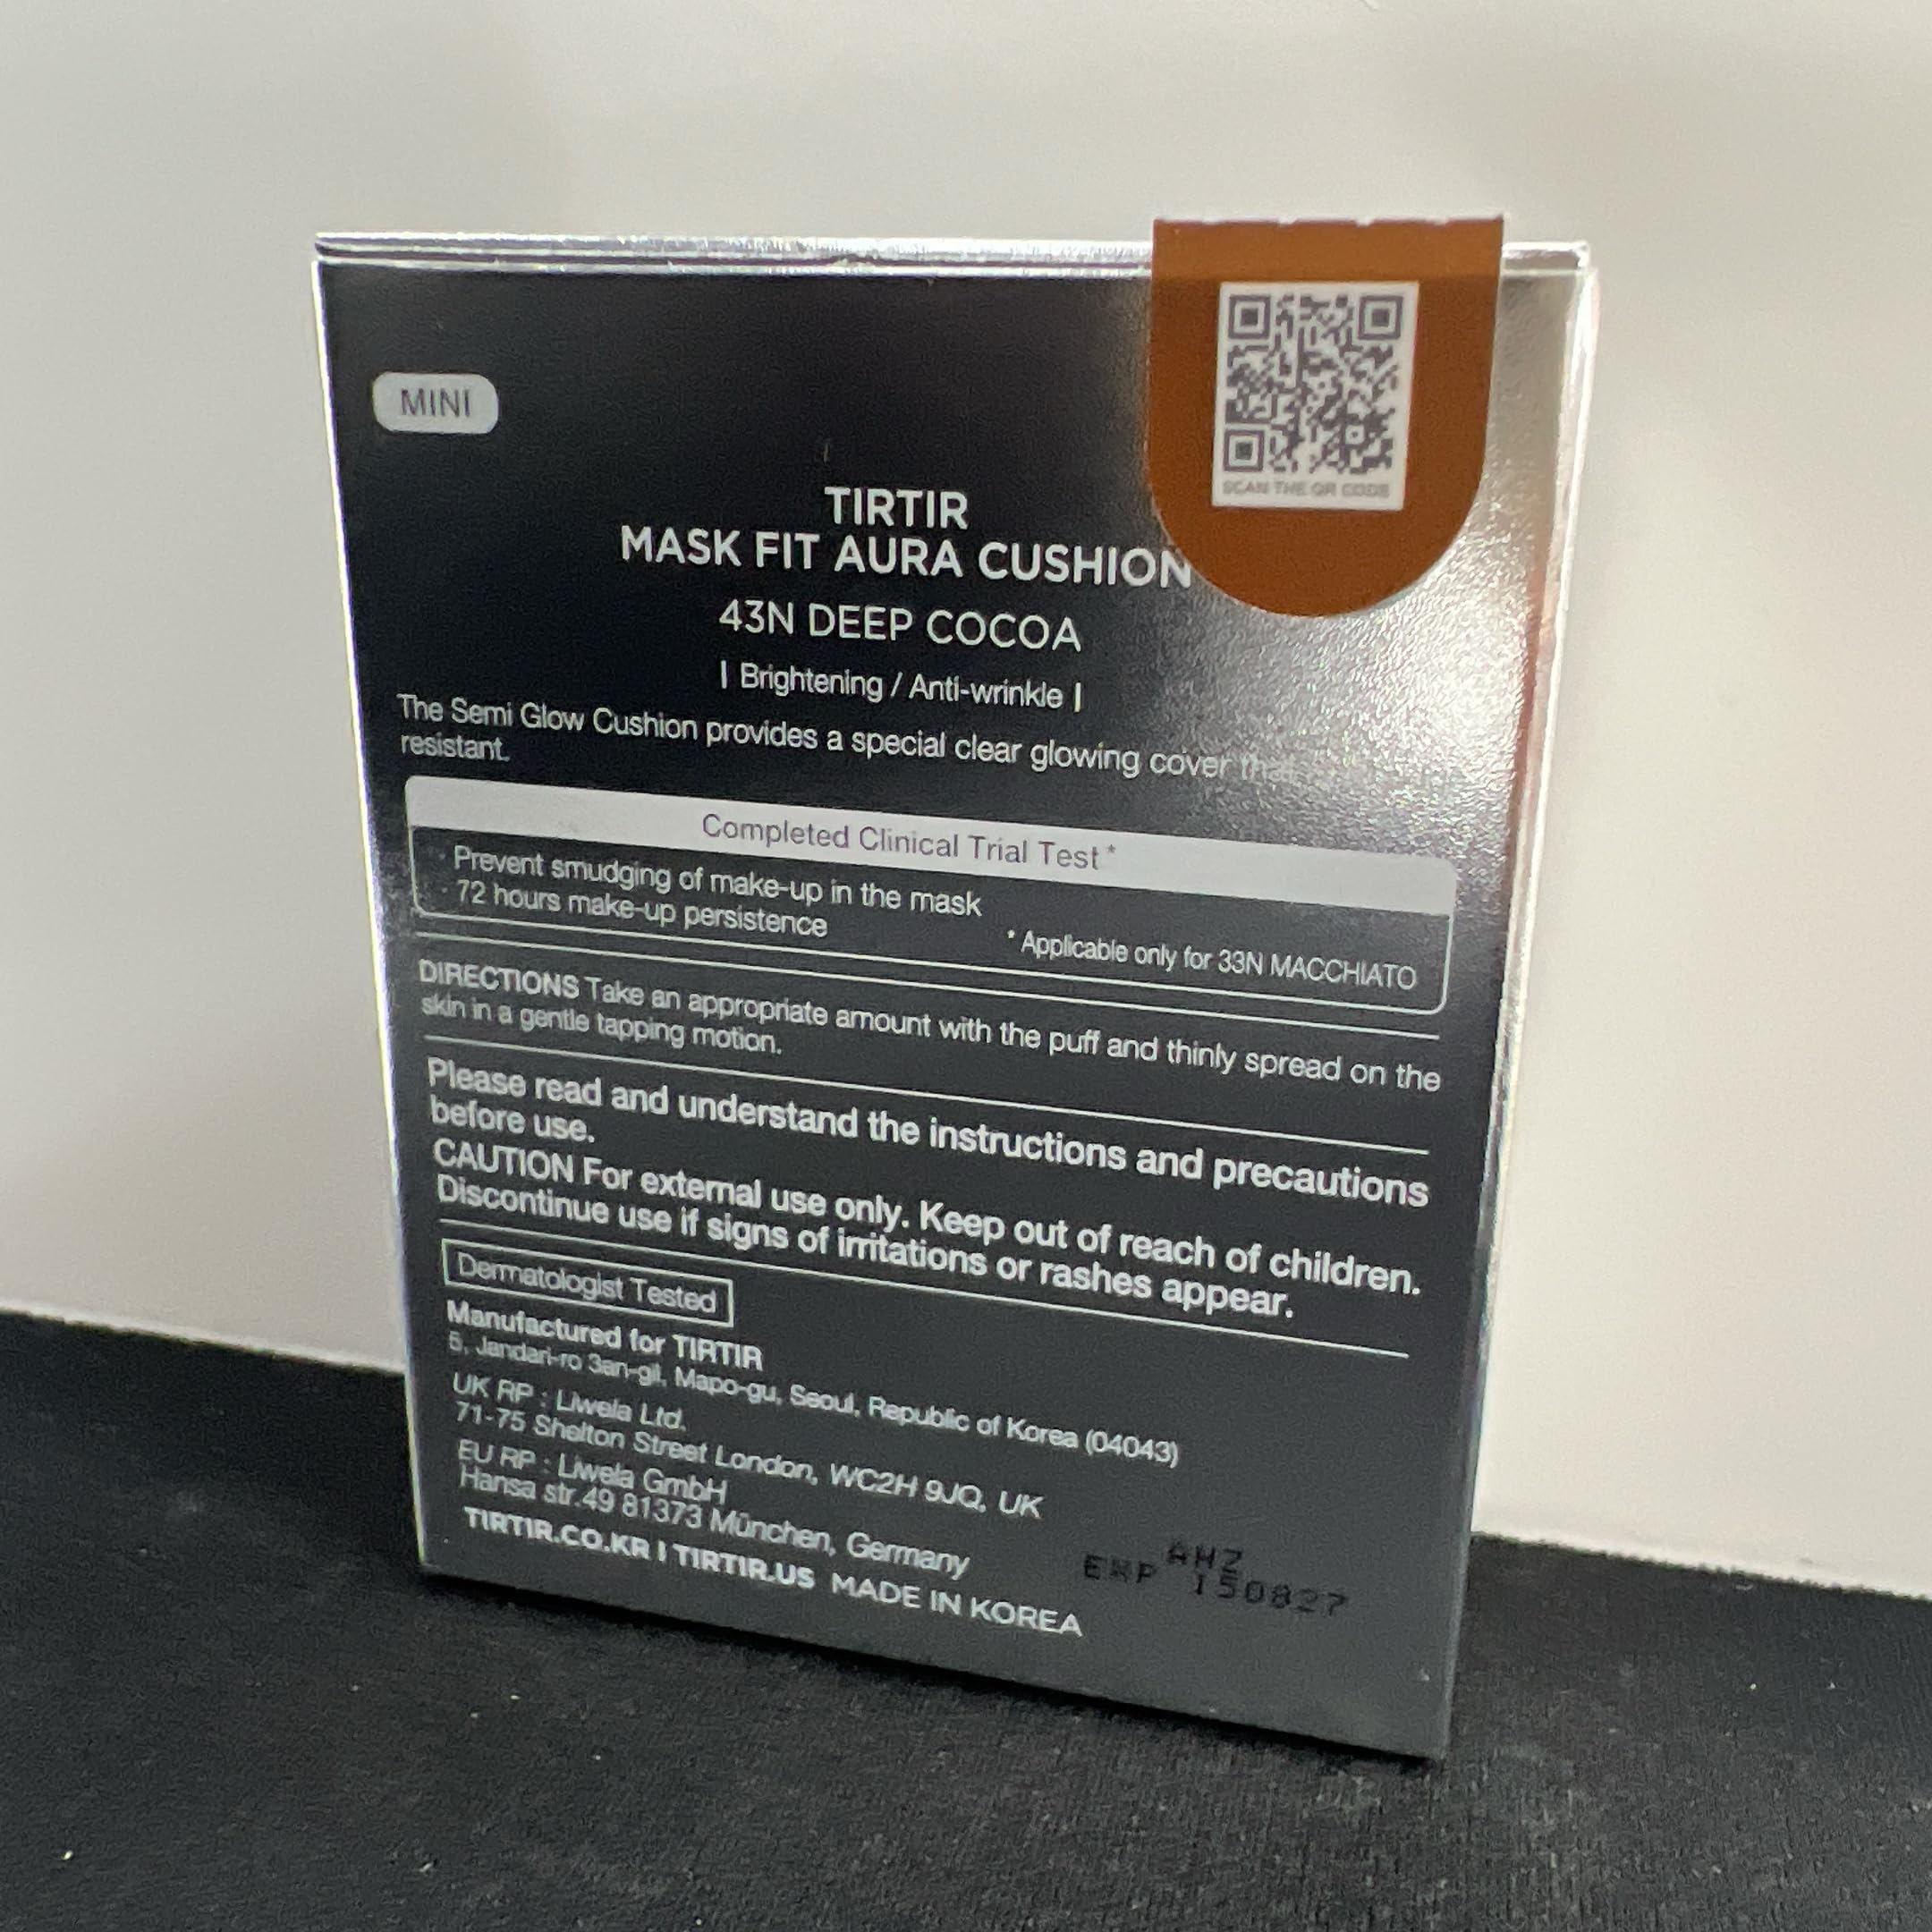 MINI
SCAN THE QR CODE
TIRTIR
MASK FIT AURA CUSHION
43N DEEP COCOA
| Brightening / Anti-wrinkle |
The Semi Glow Cushion provides a special clear glowing cover that
resistant.
Completed Clinical Trial Test*
· Prevent smudging of make-up in the mask
· 72 hours make-up persistence
* Applicable only for 33N MACCHIATO
DIRECTIONS Take an appropriate amount with the puff and thinly spread on the
skin in a gentle tapping motion.
Please read and understand the instructions and precautions
before use.
CAUTION For external use only. Keep out of reach of children.
Discontinue use if signs of irritations or rashes appear.
Dermatologist Tested
Manufactured for TIRTIR
5, Jandari-ro 3an-gil, Mapo-gu, Seoul, Republic of Korea (04043)
UK RP : Liwela Ltd.
71-75 Shelton Street London, WC2H 9JQ, UK
EU RP : Liwela GmbH
Hansa str.49 81373 München, Germany
TIRTIR.CO.KR I TIRTIR.US MADE IN KOREA
AHZ
EXP 150827